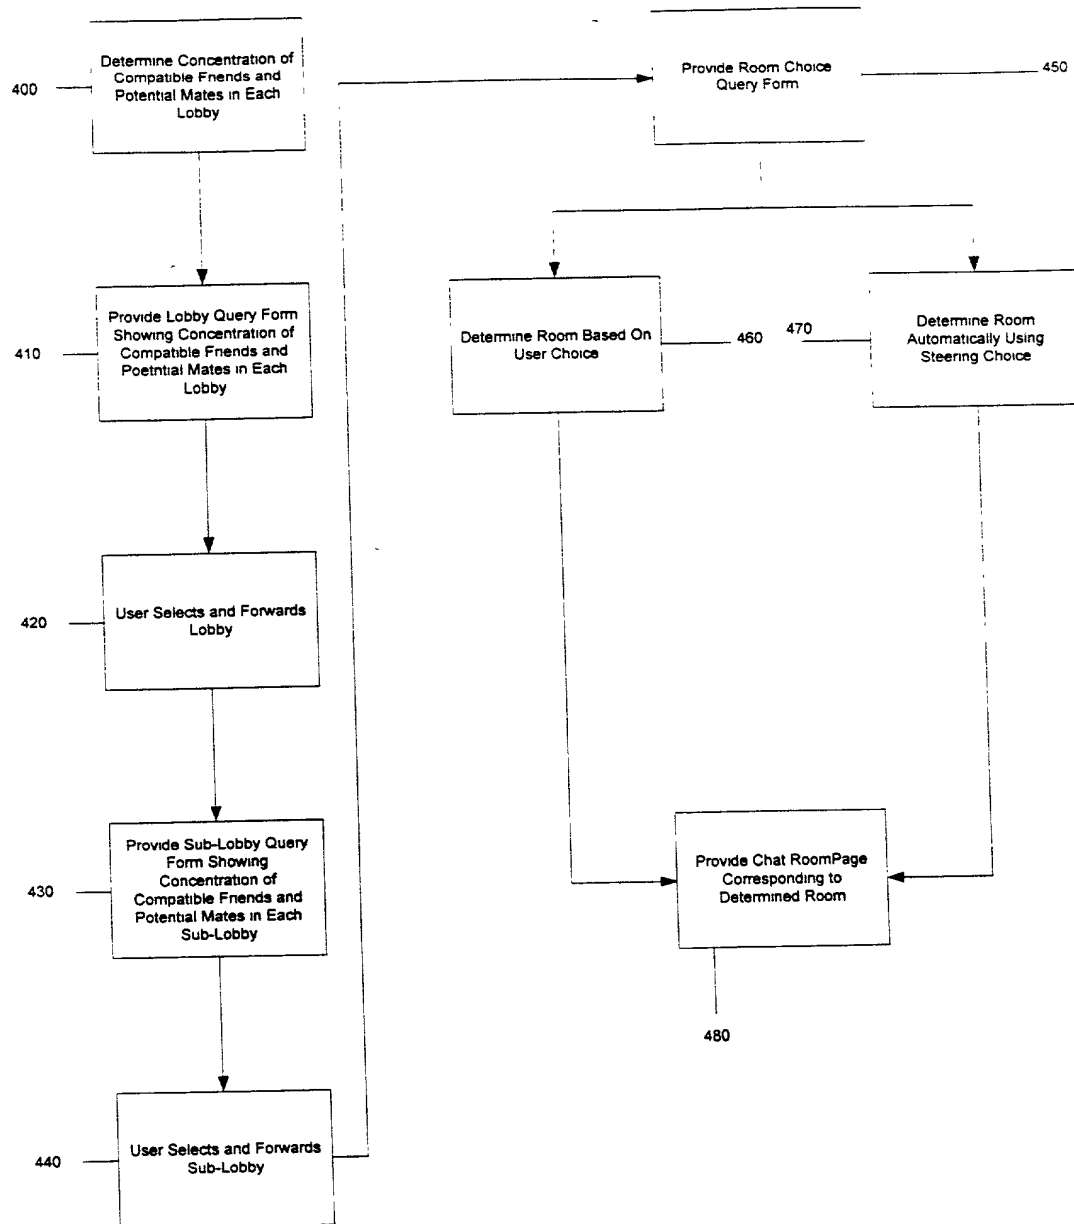 400
Determine Concentration of
Compatible Friends and
Potential Mates in Each
Lobby
410
Provide Lobby Query Form
Showing Concentration of
Compatible Friends and
Poetntial Mates in Each
Lobby
420
User Selects and Forwards
Lobby
430
Provide Sub-Lobby Query
Form Showing
Concentration of
Compatible Friends and
Potential Mates in Each
Sub-Lobby
440
User Selects and Forwards
Sub-Lobby
Provide Room Choice
Query Form
450
Determine Room Based On
User Choice
460
470
Determine Room
Automatically Using
Steering Choice
Provide Chat RoomPage
Corresponding to
Determined Room
480